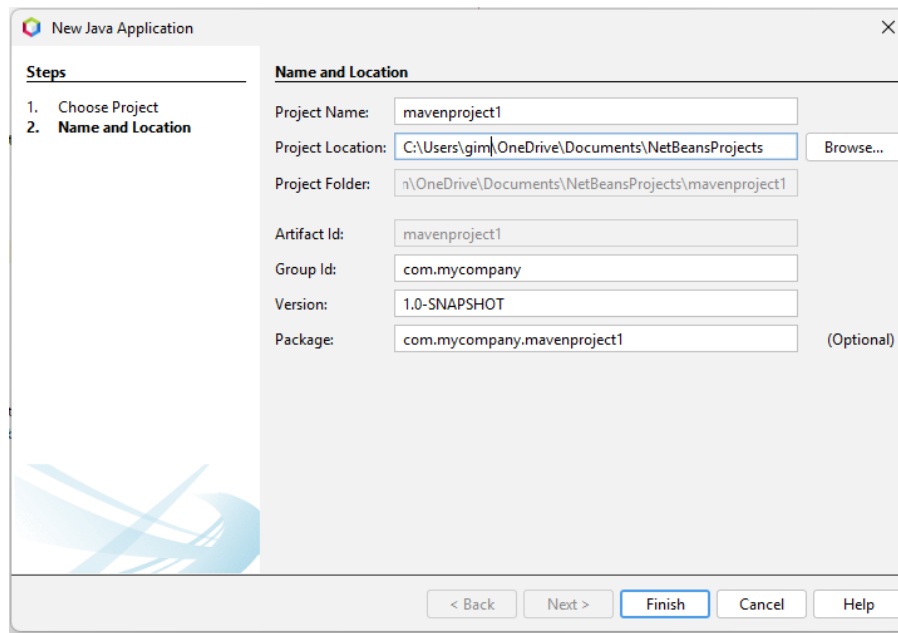 New Java Application
Steps
1. Choose Project
2. Name and Location
Name and Location
Project Name: mavenproject1
Project Location: C:\Users\gim\OneDrive\Documents\NetBeansProjects Browse...
Project Folder: n\OneDrive\Documents\NetBeansProjects\mavenproject1
Artifact Id: mavenproject1
Group Id: com.mycompany
Version: 1.0-SNAPSHOT
Package: com.mycompany.mavenproject1 (Optional)
< Back Next > Finish Cancel Help